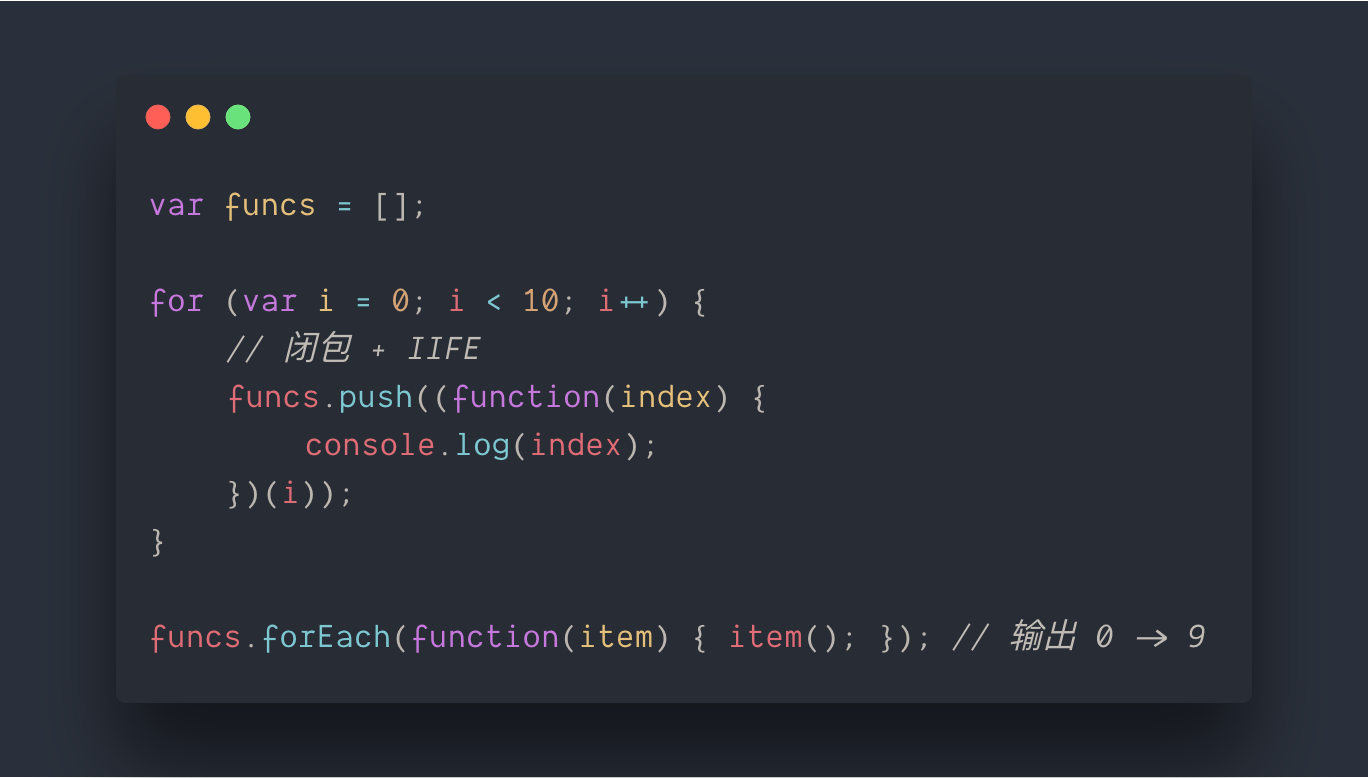 var funcs = [];
for (var i = 0; i < 10; i++) {
// 闭包 + IIFE
funcs.push((function(index) {
console.log(index);
})(i));
}
funcs.forEach(function(item) { item(); }); // 输出 0 -> 9